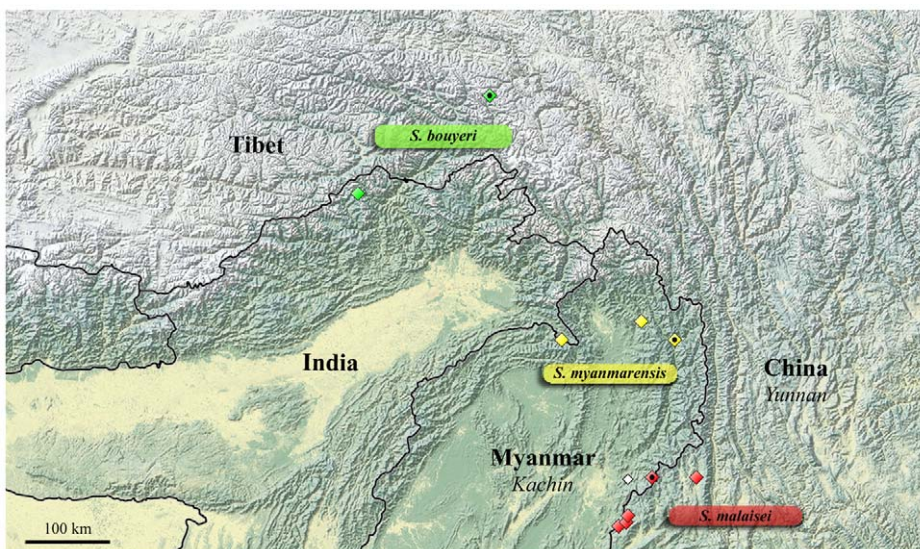 S. bouyeri
Tibet
India
S. myanmarensis
China
Yunnan
Myanmar
Kachin
S. malaisei
100 km